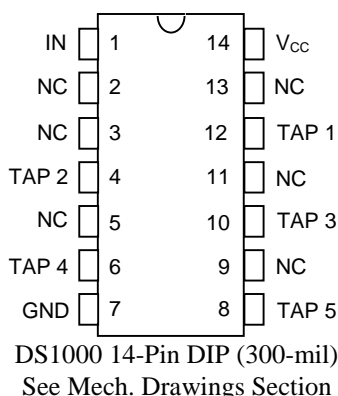 IN 1 14 Vcc
NC 2 13 NC
NC 3 12 TAP 1
TAP 2 4 11 NC
NC 5 10 TAP 3
TAP 4 6 9 NC
GND 7 8 TAP 5
DS1000 14-Pin DIP (300-mil)
See Mech. Drawings Section